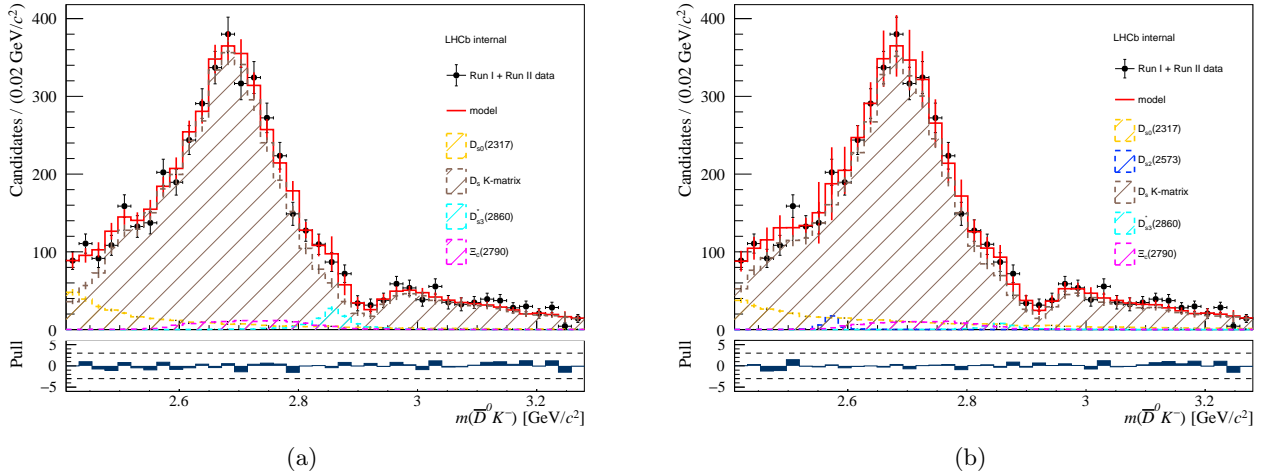 400
350
300
200
100
0
Candidates / (0.02 GeV/c²)
LHCb internal
Run I + Run II data
model
D_s0(2317)
D_s K-matrix
D*_s3(2860)
Ξ_c(2790)
5
0
−5
Pull
2.6 2.8 3 3.2
m(D̅⁰K⁻) [GeV/c²]
(a)
400
300
200
100
0
Candidates / (0.02 GeV/c²)
LHCb internal
Run I + Run II data
model
D_s0(2317)
D_s2(2573)
D_s K-matrix
D*_s3(2860)
Ξ_c(2790)
5
0
−5
Pull
2.6 2.8 3 3.2
m(D̅⁰K⁻) [GeV/c²]
(b)